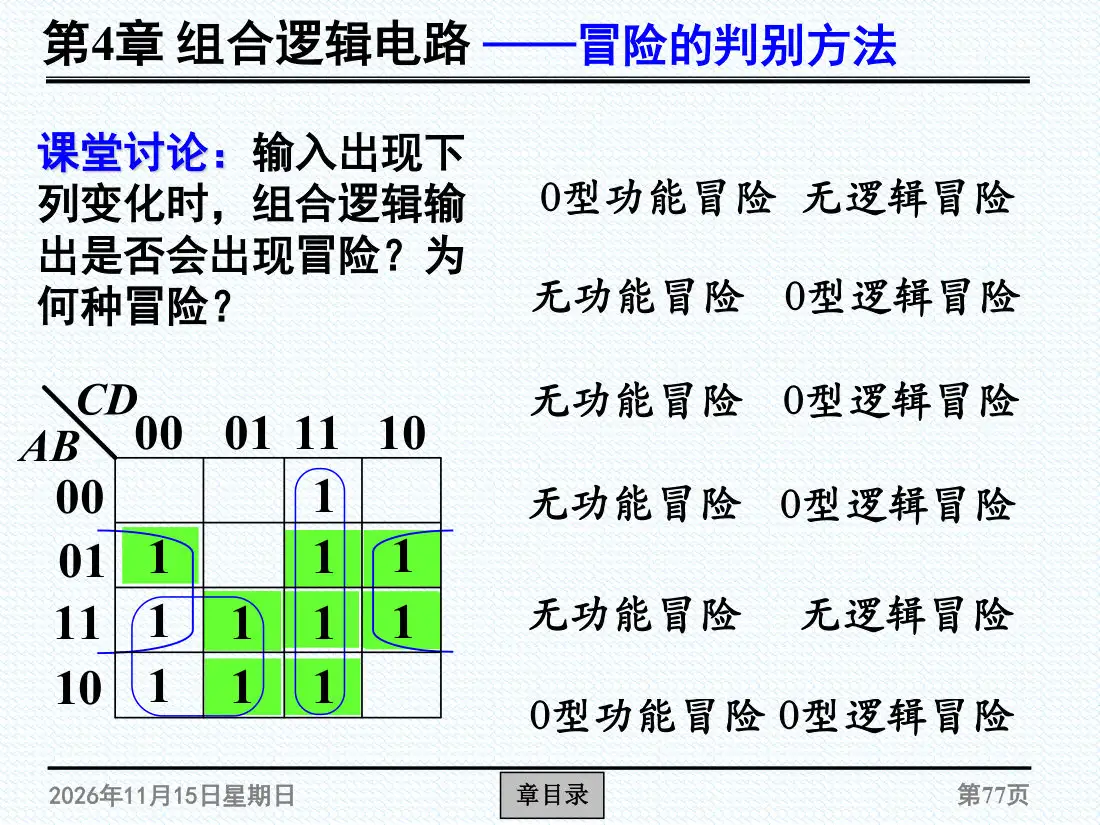 第4章 组合逻辑电路 ——冒险的判别方法
课堂讨论：输入出现下
列变化时，组合逻辑输
出是否会出现冒险？为
何种冒险？
CD
AB
00 01 11 10
00 1
01 1 1 1
11 1 1 1 1
10 1 1 1
0型功能冒险 无逻辑冒险
无功能冒险 0型逻辑冒险
无功能冒险 0型逻辑冒险
无功能冒险 0型逻辑冒险
无功能冒险 无逻辑冒险
0型功能冒险 0型逻辑冒险
2026年11月15日星期日 章目录 第77页